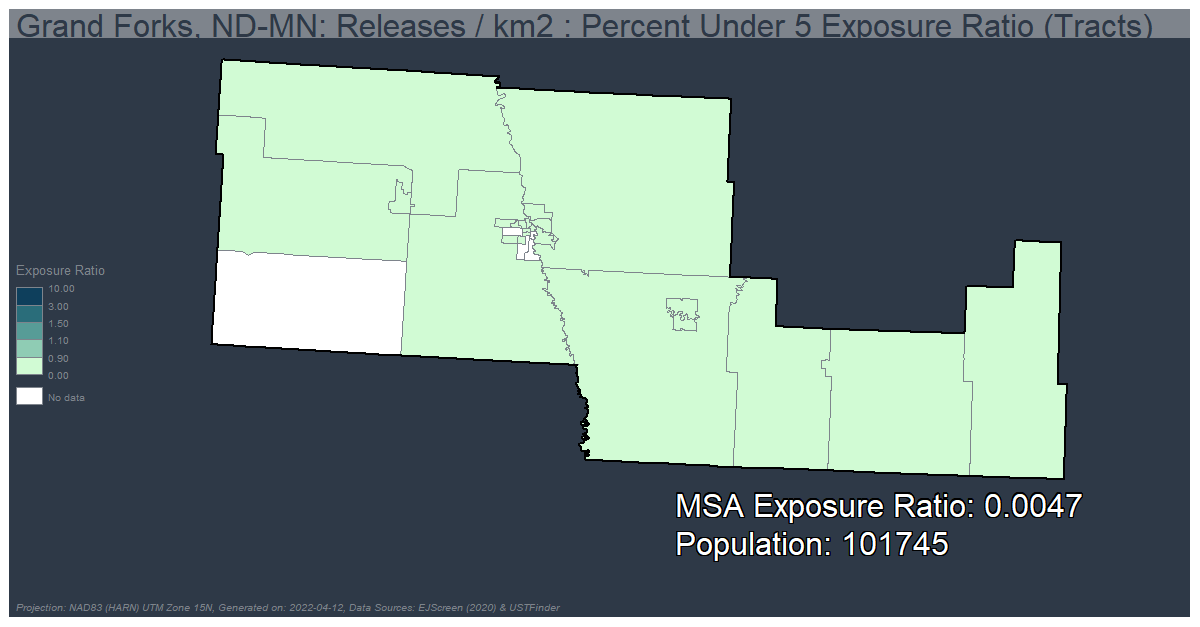 Grand Forks, ND-MN: Releases / km2 : Percent Under 5 Exposure Ratio (Tracts)
Exposure Ratio
10.00
3.00
1.50
1.10
0.90
0.00
No data
MSA Exposure Ratio: 0.0047
Population: 101745
Projection: NAD83 (HARN) UTM Zone 15N, Generated on: 2022-04-12, Data Sources: EJScreen (2020) & USTFinder